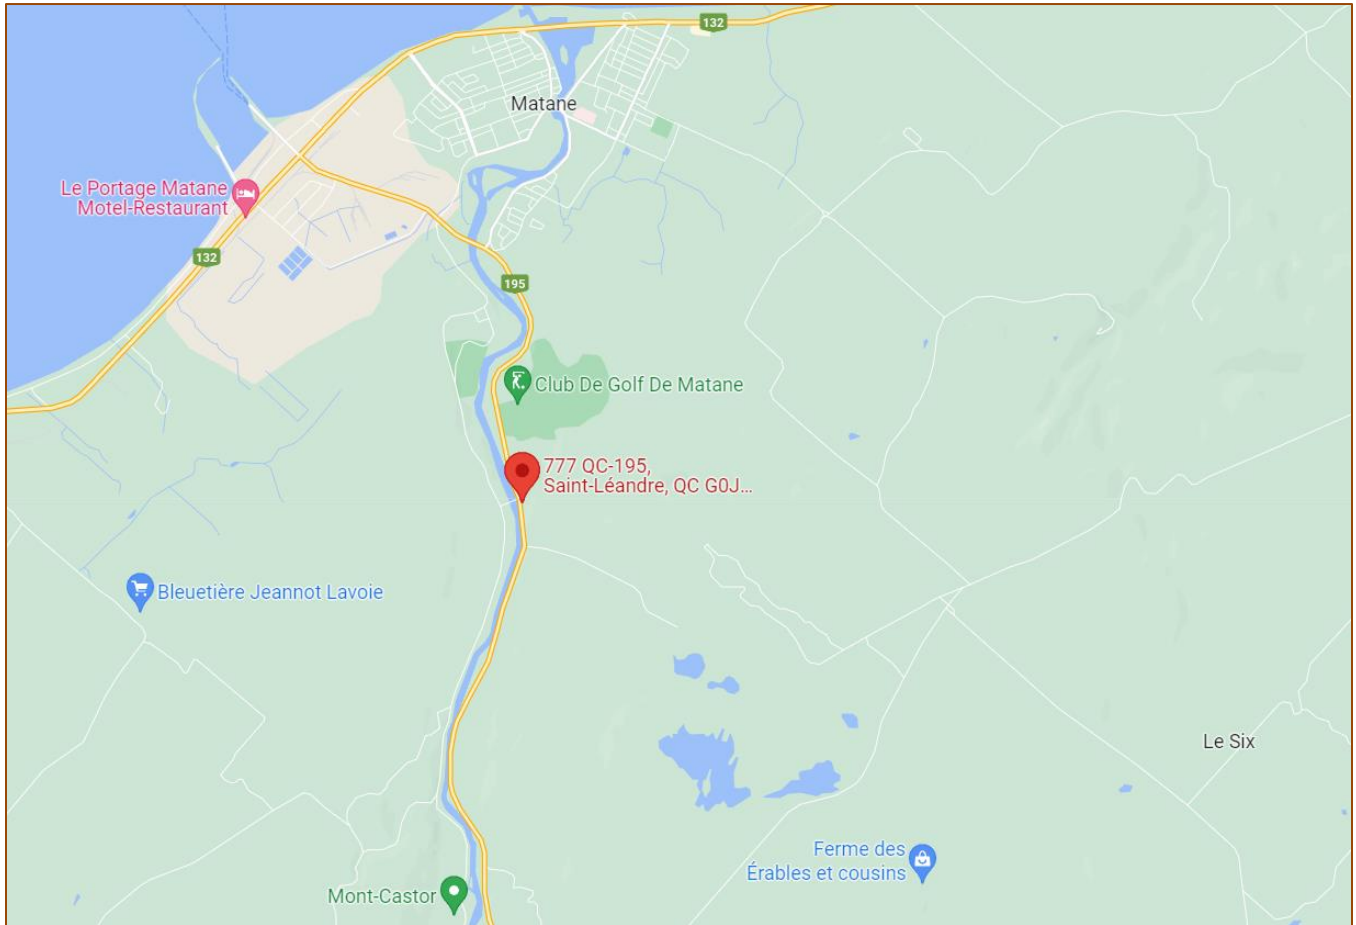 132
Matane
Le Portage Matane
Motel-Restaurant
132
195
Club De Golf De Matane
777 QC-195,
Saint-Léandre, QC G0J...
Bleuetière Jeannot Lavoie
Le Six
Ferme des
Érables et cousins
Mont-Castor